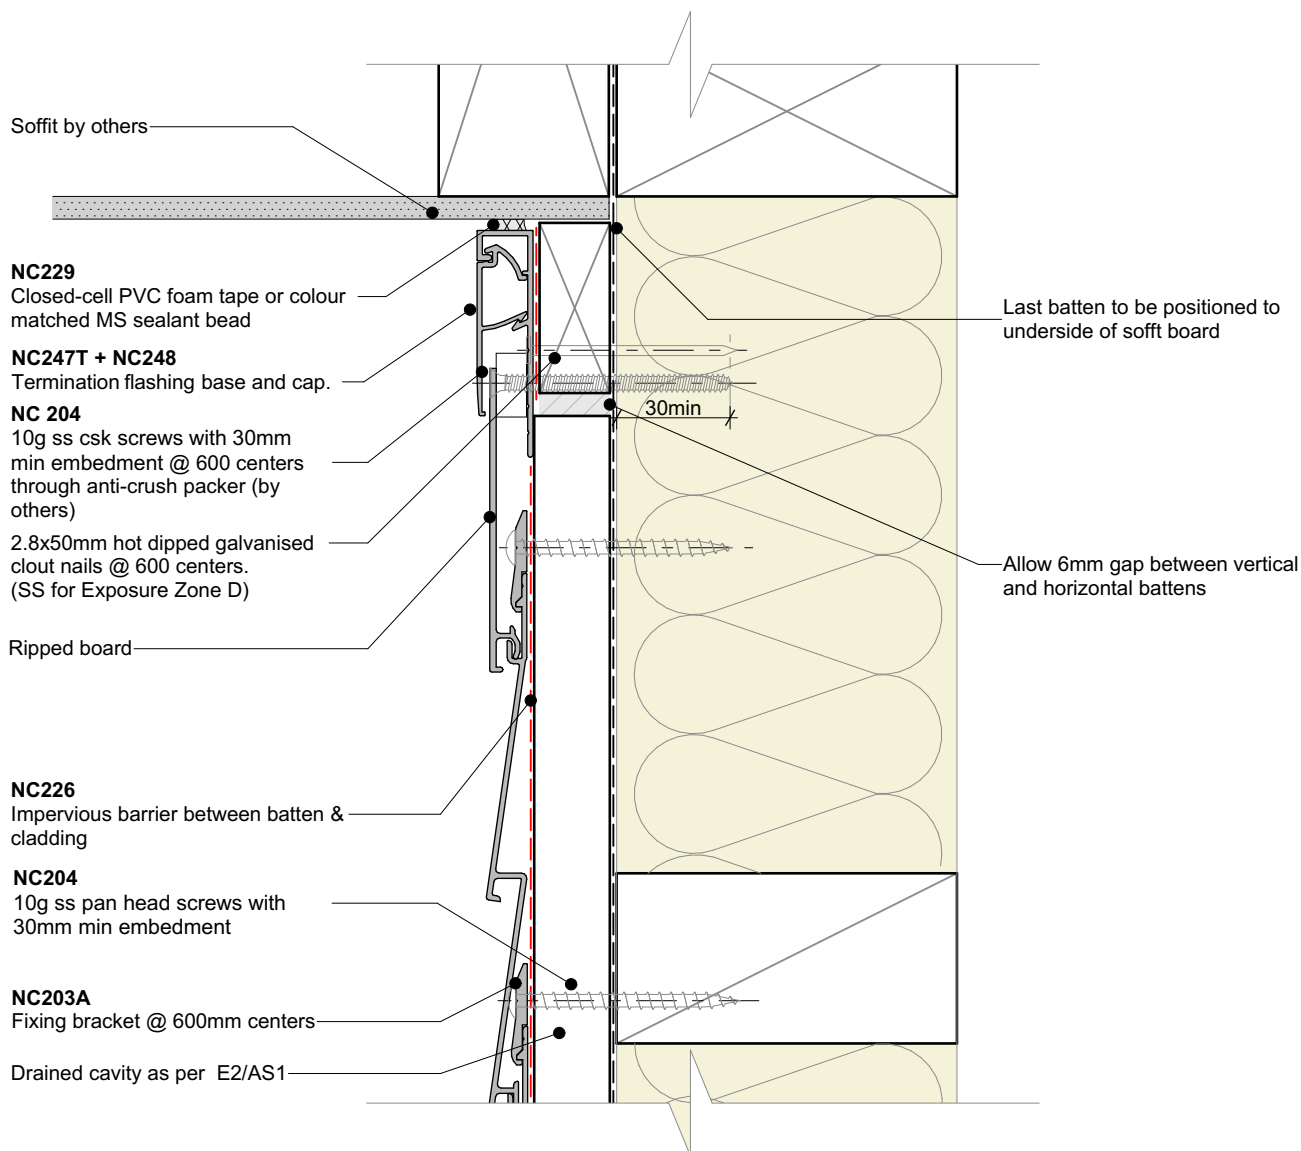 Soffit by others
NC229
Closed-cell PVC foam tape or colour
matched MS sealant bead
NC247T + NC248
Termination flashing base and cap.
NC 204
10g ss csk screws with 30mm
min embedment @ 600 centers
through anti-crush packer (by
others)
2.8x50mm hot dipped galvanised
clout nails @ 600 centers.
(SS for Exposure Zone D)
Ripped board
NC226
Impervious barrier between batten &
cladding
NC204
10g ss pan head screws with
30mm min embedment
NC203A
Fixing bracket @ 600mm centers
Drained cavity as per E2/AS1
30min
Last batten to be positioned to
underside of sofft board
Allow 6mm gap between vertical
and horizontal battens